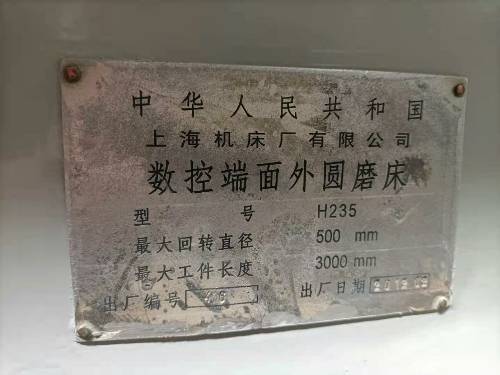 中华人民共和国
上海机床厂有限公司
数控端面外圆磨床
型 号 H235
最大回转直径 500 mm
最大工件长度 3000 mm
出厂编号 出厂日期